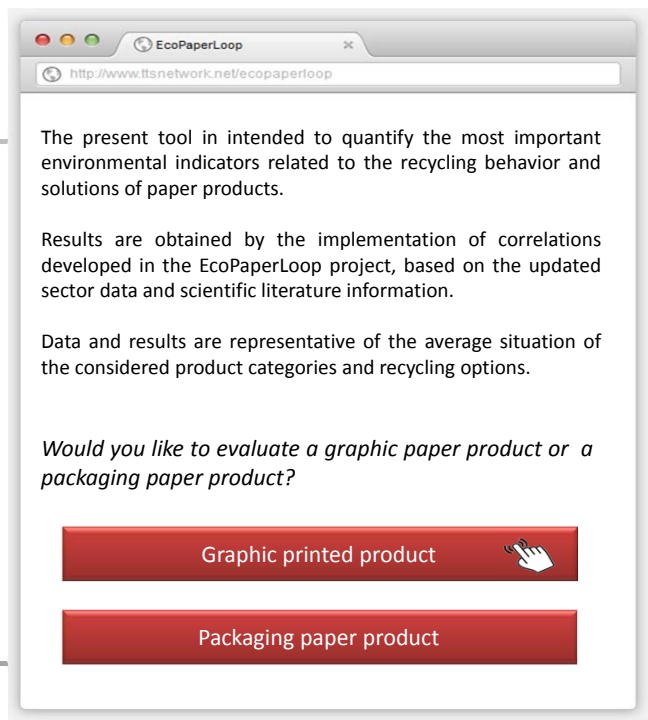 EcoPaperLoop
http://www.ttsnetwork.net/ecopaperloop
The present tool in intended to quantify the most important
environmental indicators related to the recycling behavior and
solutions of paper products.
Results are obtained by the implementation of correlations
developed in the EcoPaperLoop project, based on the updated
sector data and scientific literature information.
Data and results are representative of the average situation of
the considered product categories and recycling options.
Would you like to evaluate a graphic paper product or a
packaging paper product?
Graphic printed product
Packaging paper product